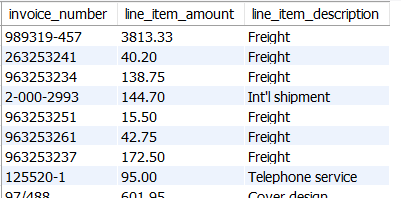 invoice_number line_item_amount line_item_description
989319-457 3813.33 Freight
263253241 40.20 Freight
963253234 138.75 Freight
2-000-2993 144.70 Int'l shipment
963253251 15.50 Freight
963253261 42.75 Freight
963253237 172.50 Freight
125520-1 95.00 Telephone service
97/488 601.95 Cover design